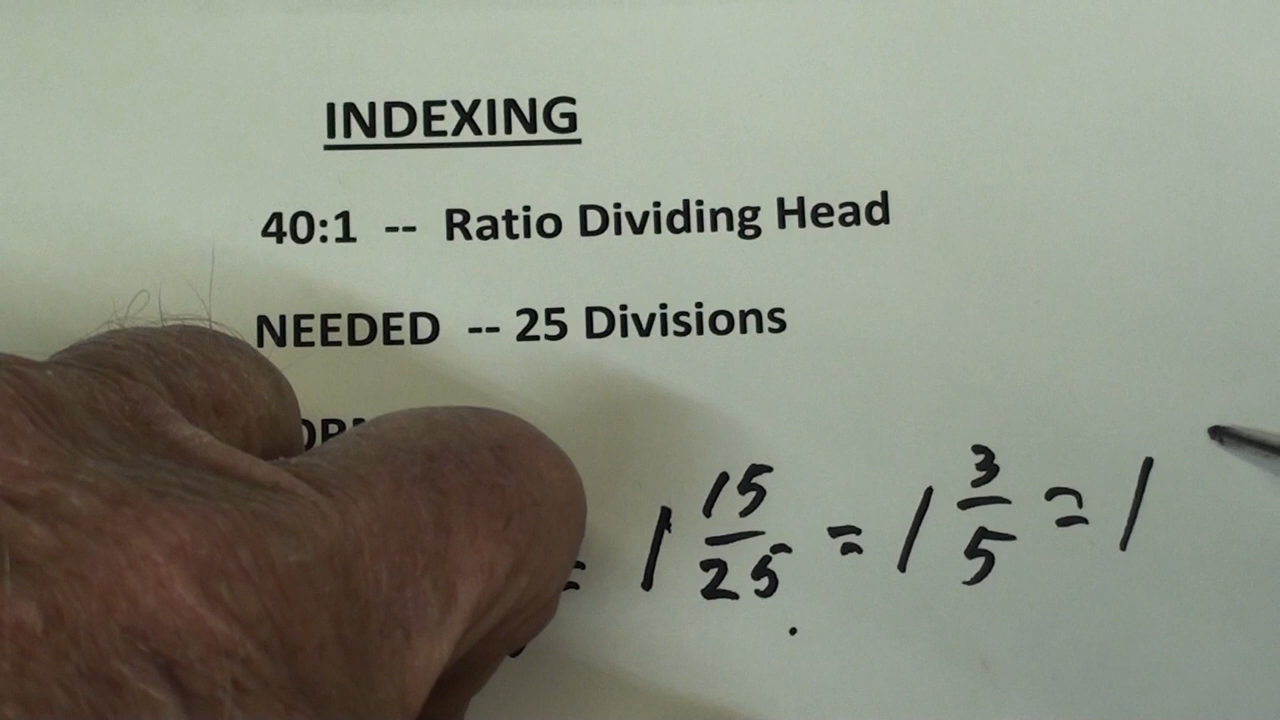 INDEXING
40:1 -- Ratio Dividing Head
NEEDED -- 25 Divisions
= 1 15/25 = 1 3/5 = 1